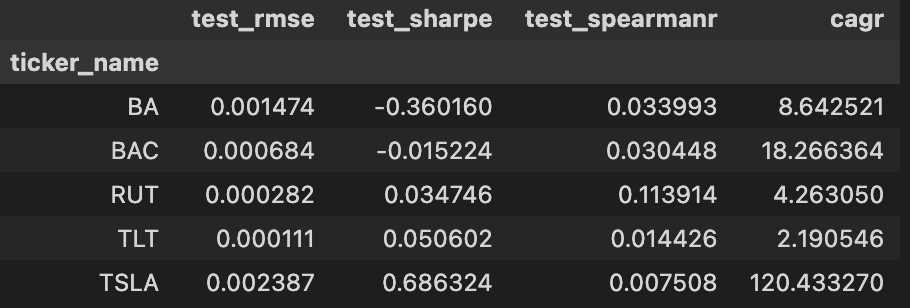 test_rmse test_sharpe test_spearmanr cagr
ticker_name
BA 0.001474 -0.360160 0.033993 8.642521
BAC 0.000684 -0.015224 0.030448 18.266364
RUT 0.000282 0.034746 0.113914 4.263050
TLT 0.000111 0.050602 0.014426 2.190546
TSLA 0.002387 0.686324 0.007508 120.433270